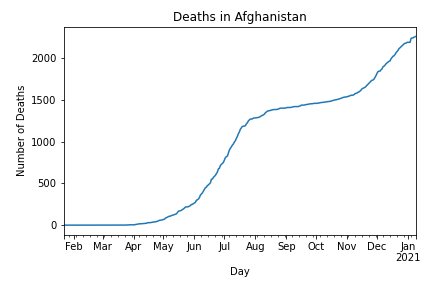 Deaths in Afghanistan
Number of Deaths
2000
1500
1000
500
0
Feb Mar Apr May Jun Jul Aug Sep Oct Nov Dec Jan
2021
Day